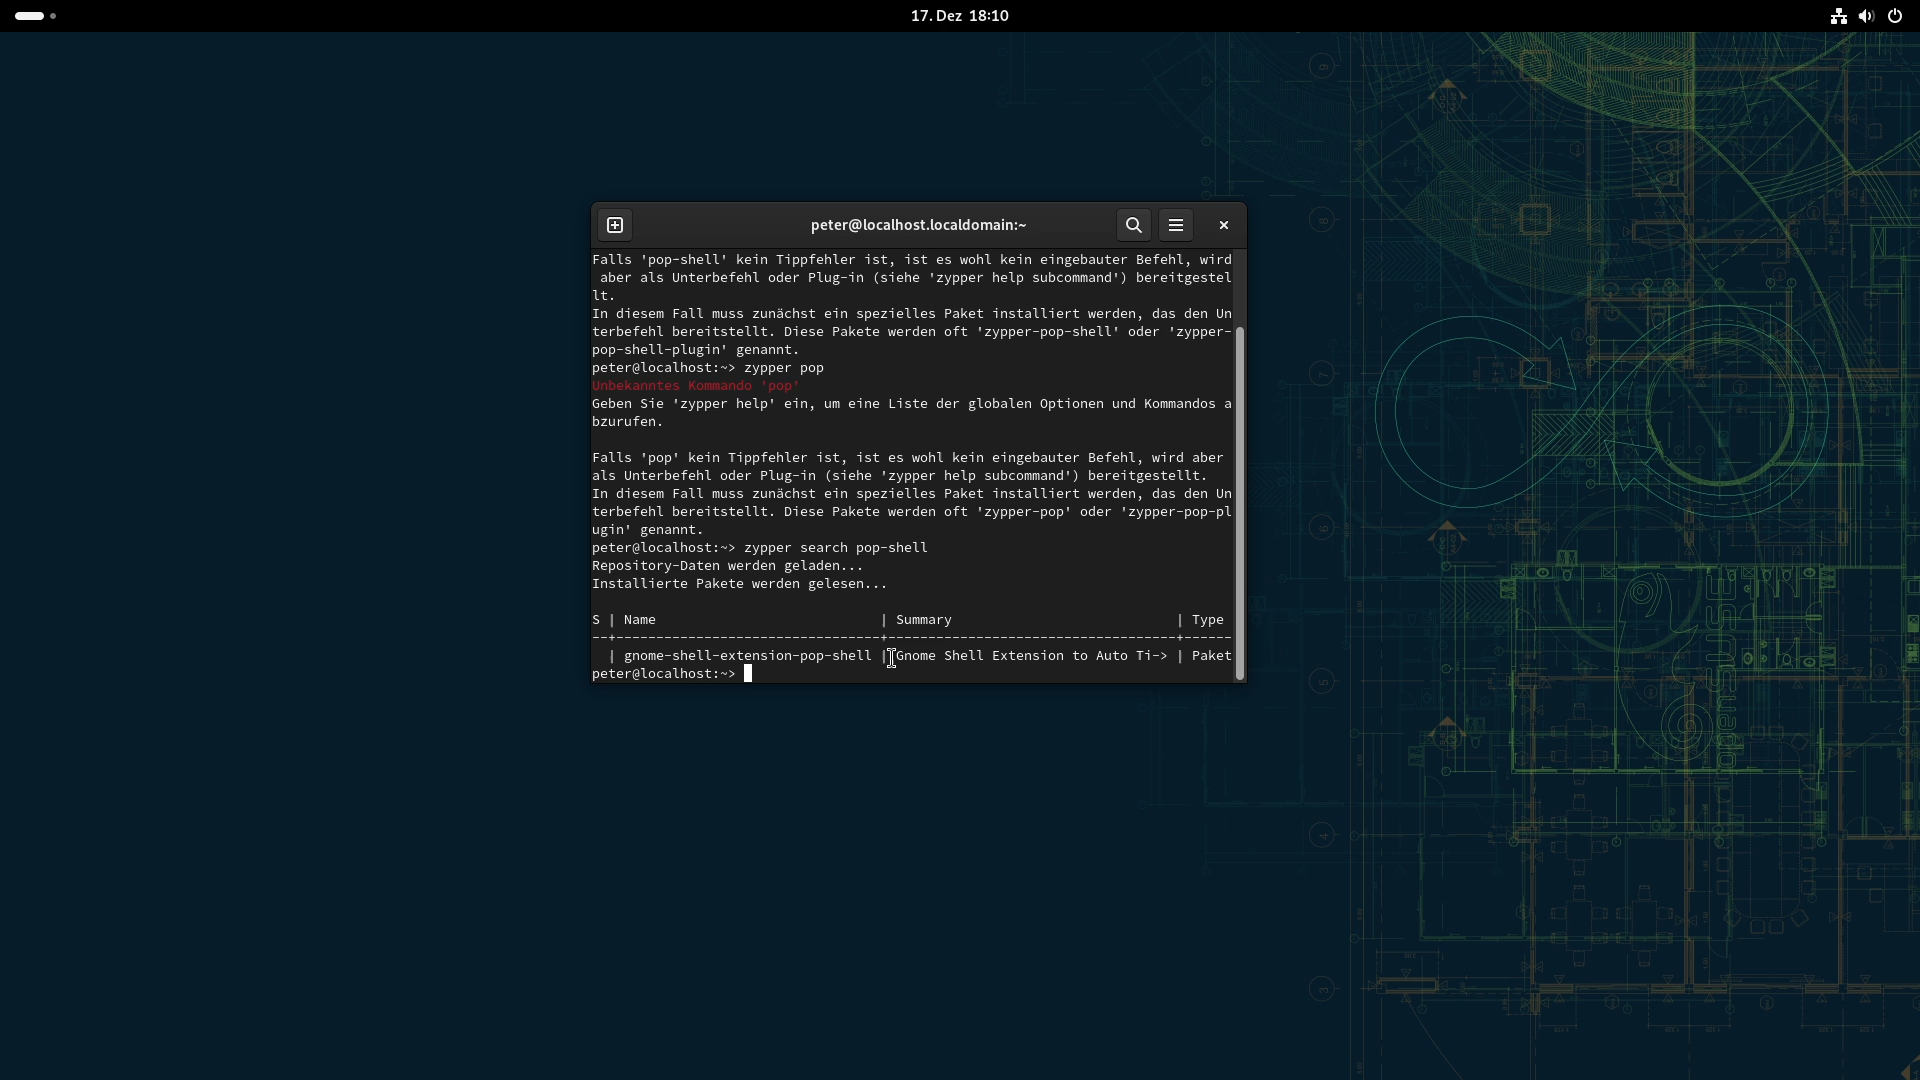 17. Dez 18:10
peter@localhost.localdomain:~
Falls 'pop-shell' kein Tippfehler ist, ist es wohl kein eingebauter Befehl, wird
aber als Unterbefehl oder Plug-in (siehe 'zypper help subcommand') bereitgestel
lt.
In diesem Fall muss zunächst ein spezielles Paket installiert werden, das den Un
terbefehl bereitstellt. Diese Pakete werden oft 'zypper-pop-shell' oder 'zypper-
pop-shell-plugin' genannt.
peter@localhost:~> zypper pop
Unbekanntes Kommando 'pop'
Geben Sie 'zypper help' ein, um eine Liste der globalen Optionen und Kommandos a
bzurufen.
Falls 'pop' kein Tippfehler ist, ist es wohl kein eingebauter Befehl, wird aber
als Unterbefehl oder Plug-in (siehe 'zypper help subcommand') bereitgestellt.
In diesem Fall muss zunächst ein spezielles Paket installiert werden, das den Un
terbefehl bereitstellt. Diese Pakete werden oft 'zypper-pop' oder 'zypper-pop-pl
ugin' genannt.
peter@localhost:~> zypper search pop-shell
Repository-Daten werden geladen...
Installierte Pakete werden gelesen...
S | Name | Summary | Type
--+--------------------------------+------------------------------------+------
| gnome-shell-extension-pop-shell | Gnome Shell Extension to Auto Ti-> | Paket
peter@localhost:~>
9
8
7
6
5
4
3
openSUSE